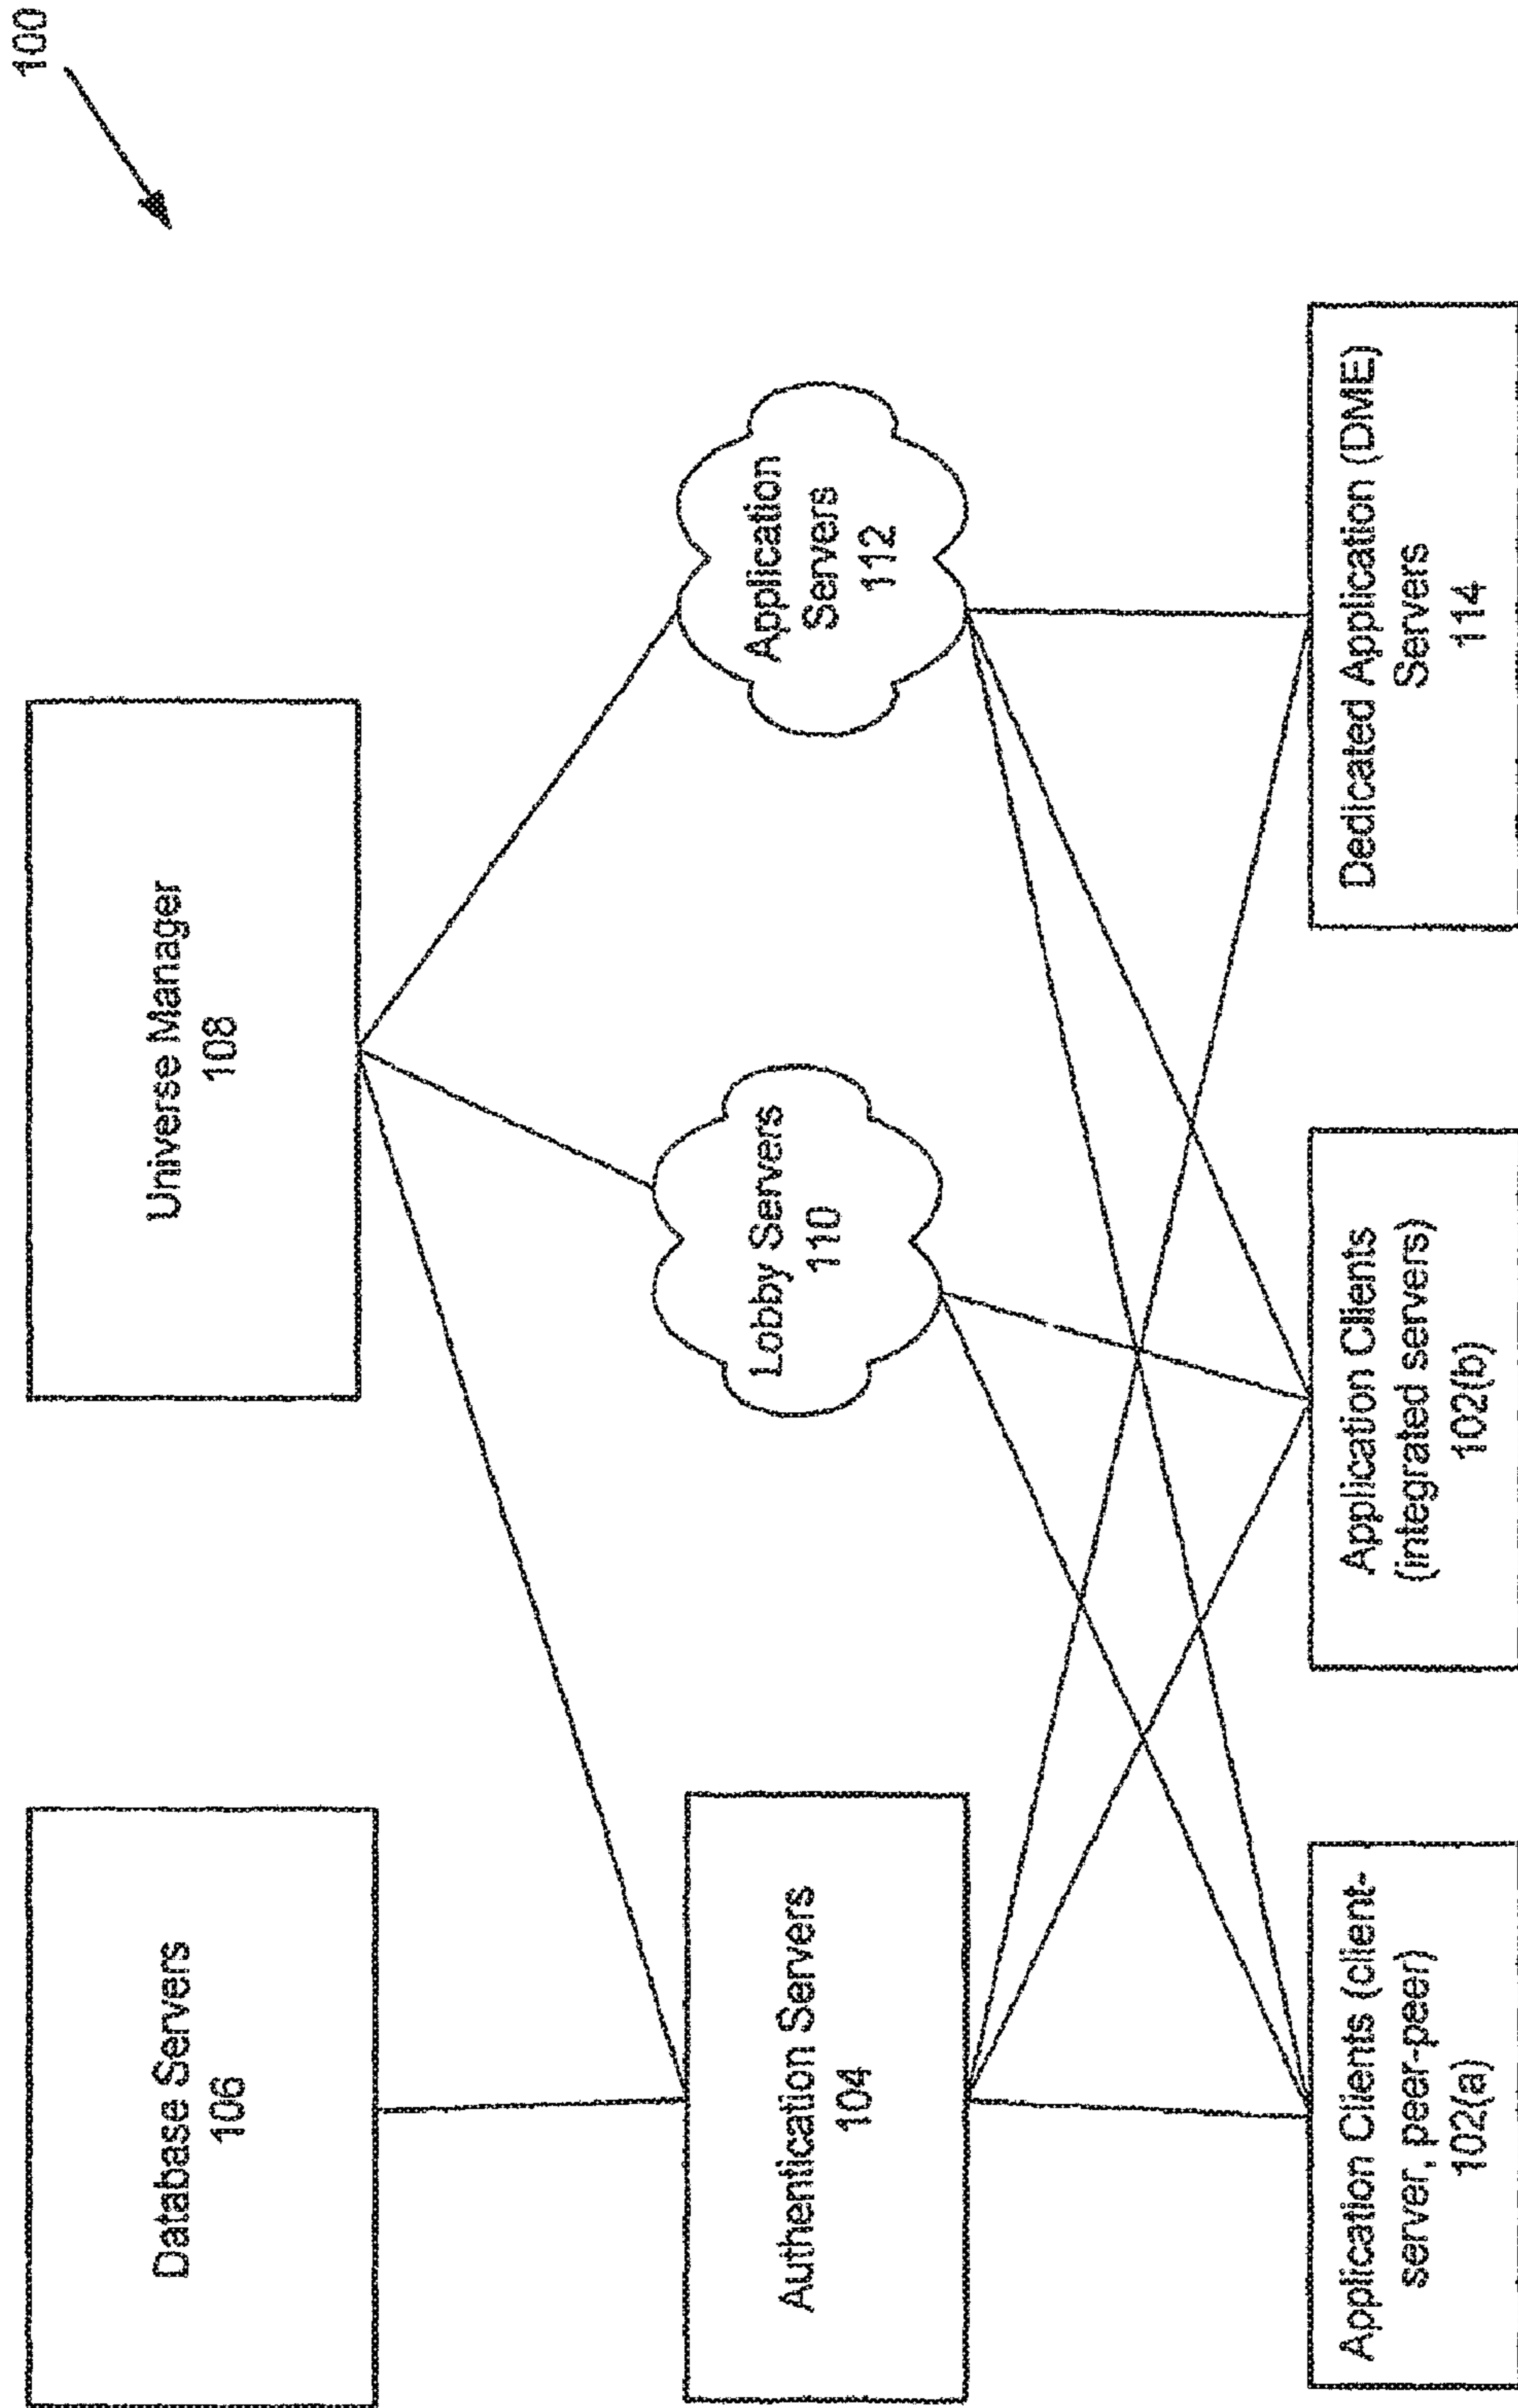 100
Database Servers
106
Universe Manager
108
Authentication Servers
104
Lobby Servers
110
Application
Servers
112
Application Clients (client-
server, peer-peer)
102(a)
Application Clients
(integrated servers)
102(b)
Dedicated Application (DME)
Servers
114